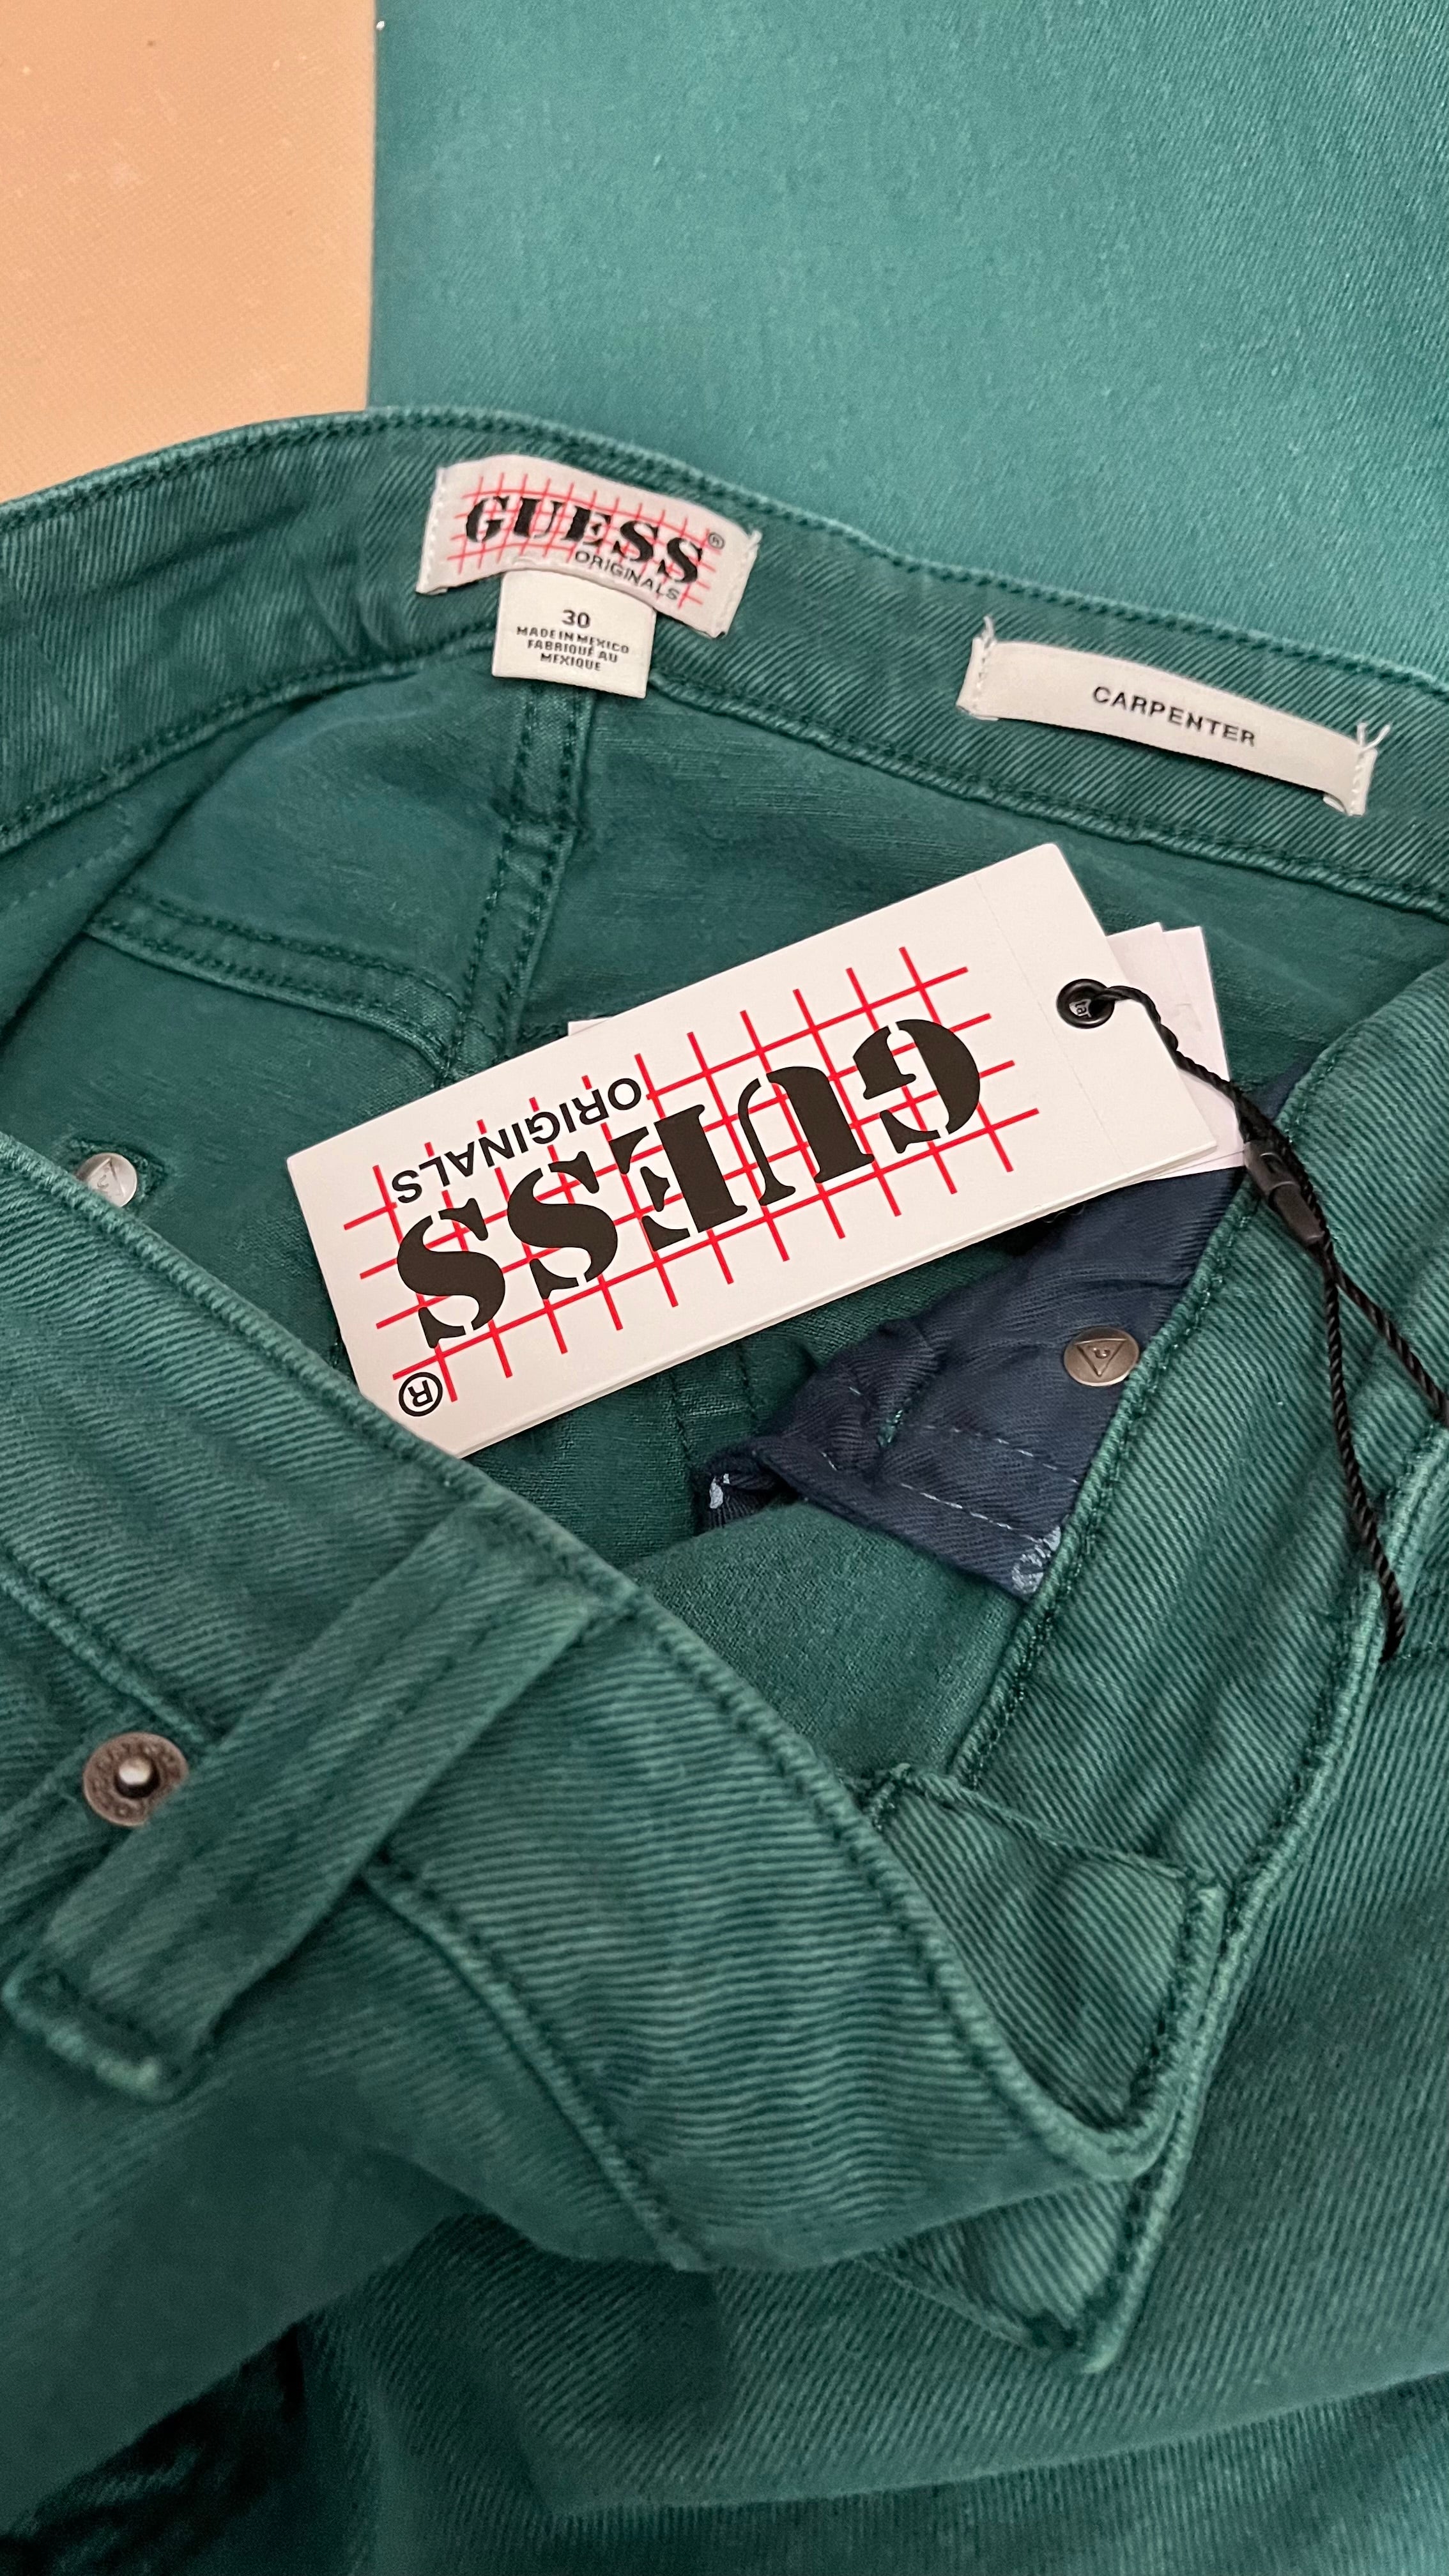 GUESS®
ORIGINALS
30
MADE IN MEXICO
FABRIQUÉ AU
MEXIQUE
CARPENTER
GUESS®
ORIGINALS